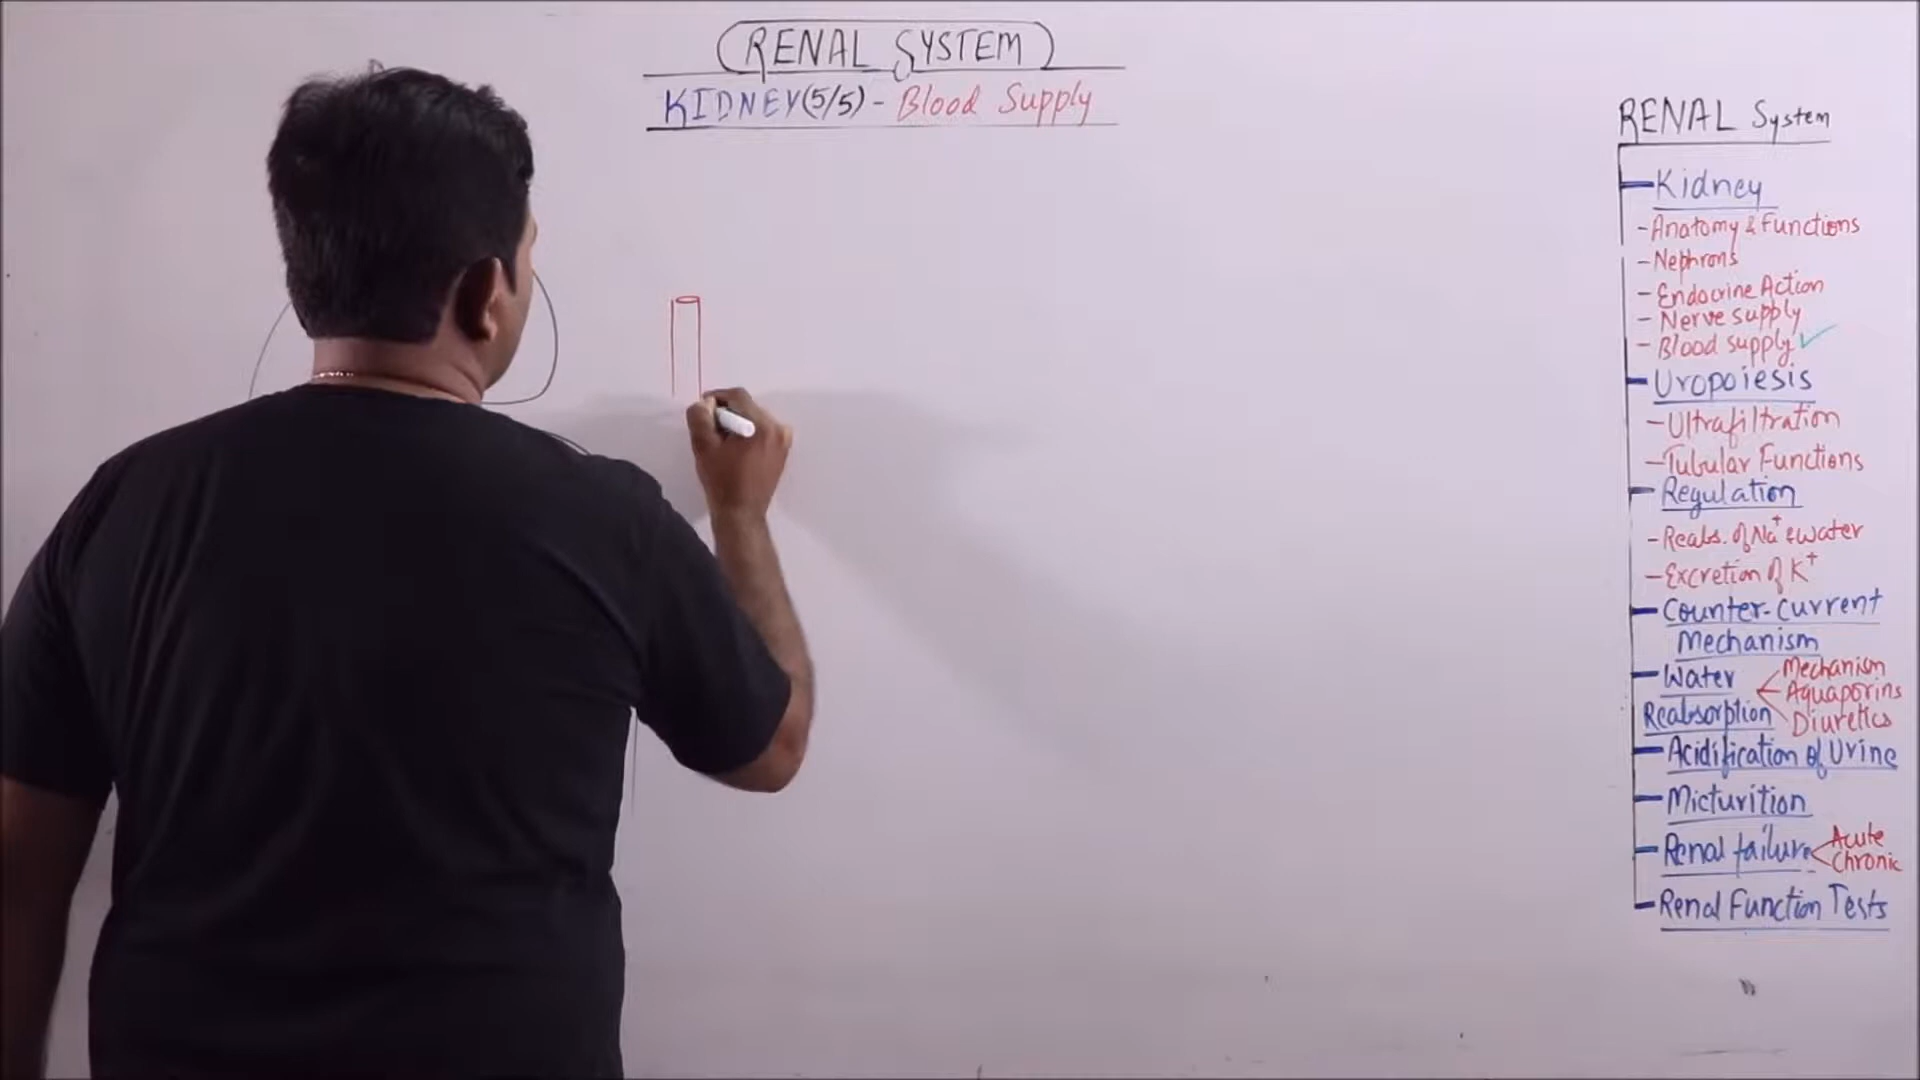 RENAL SYSTEM
KIDNEY(5/5) - Blood Supply
RENAL System
Kidney
- Anatomy & Functions
- Nephrons
- Endocrine Action
- Nerve supply
- Blood supply ✓
Uropoiesis
- Ultrafiltration
- Tubular Functions
Regulation
- Reabs. of Na+ & water
- Excretion of K+
Counter-current
Mechanism
Water
Reabsorption
Mechanism
Aquaporins
Diuretics
Acidification of Urine
Micturition
Renal failure
Acute
Chronic
Renal Function Tests